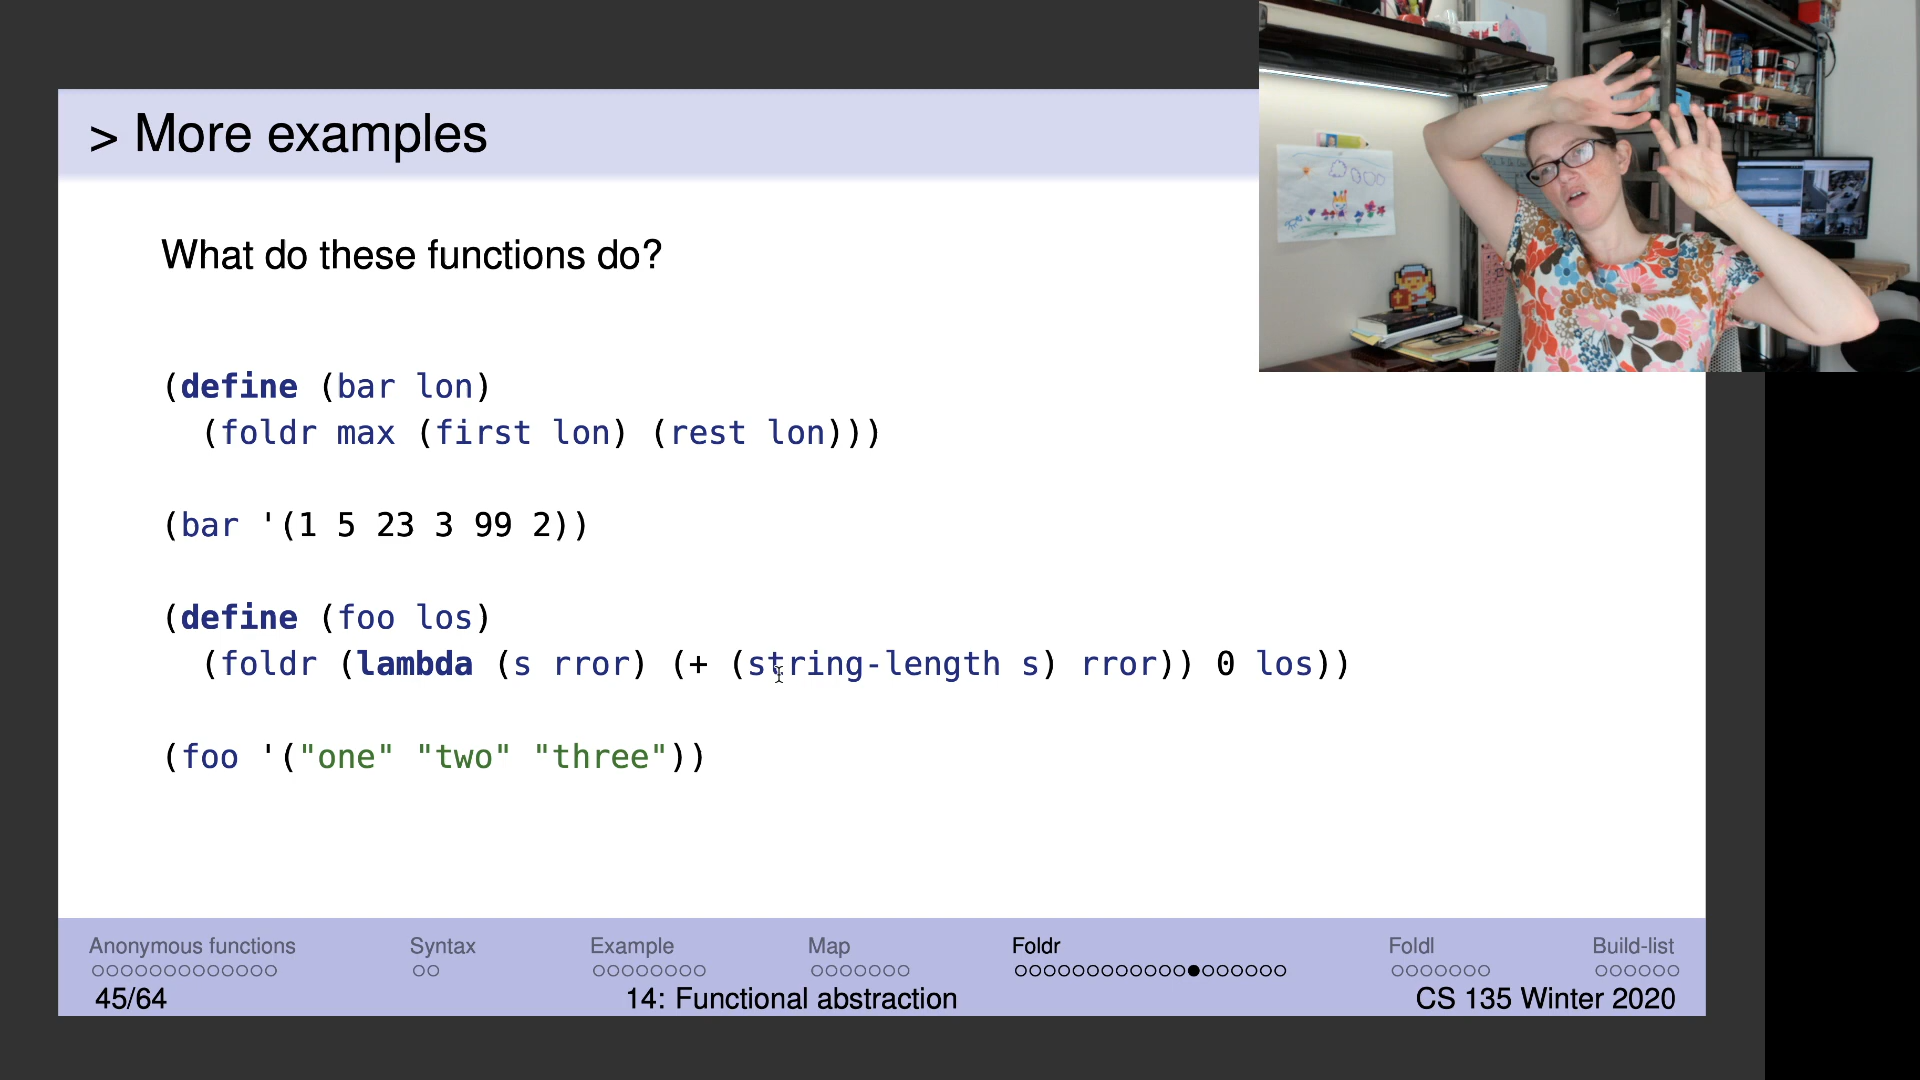 > More examples
What do these functions do?
(define (bar lon)
(foldr max (first lon) (rest lon)))
(bar '(1 5 23 3 99 2))
(define (foo los)
(foldr (lambda (s rror) (+ (string-length s) rror)) 0 los))
(foo '("one" "two" "three"))
Anonymous functions Syntax Example Map Foldr Foldl Build-list
45/64 14: Functional abstraction CS 135 Winter 2020